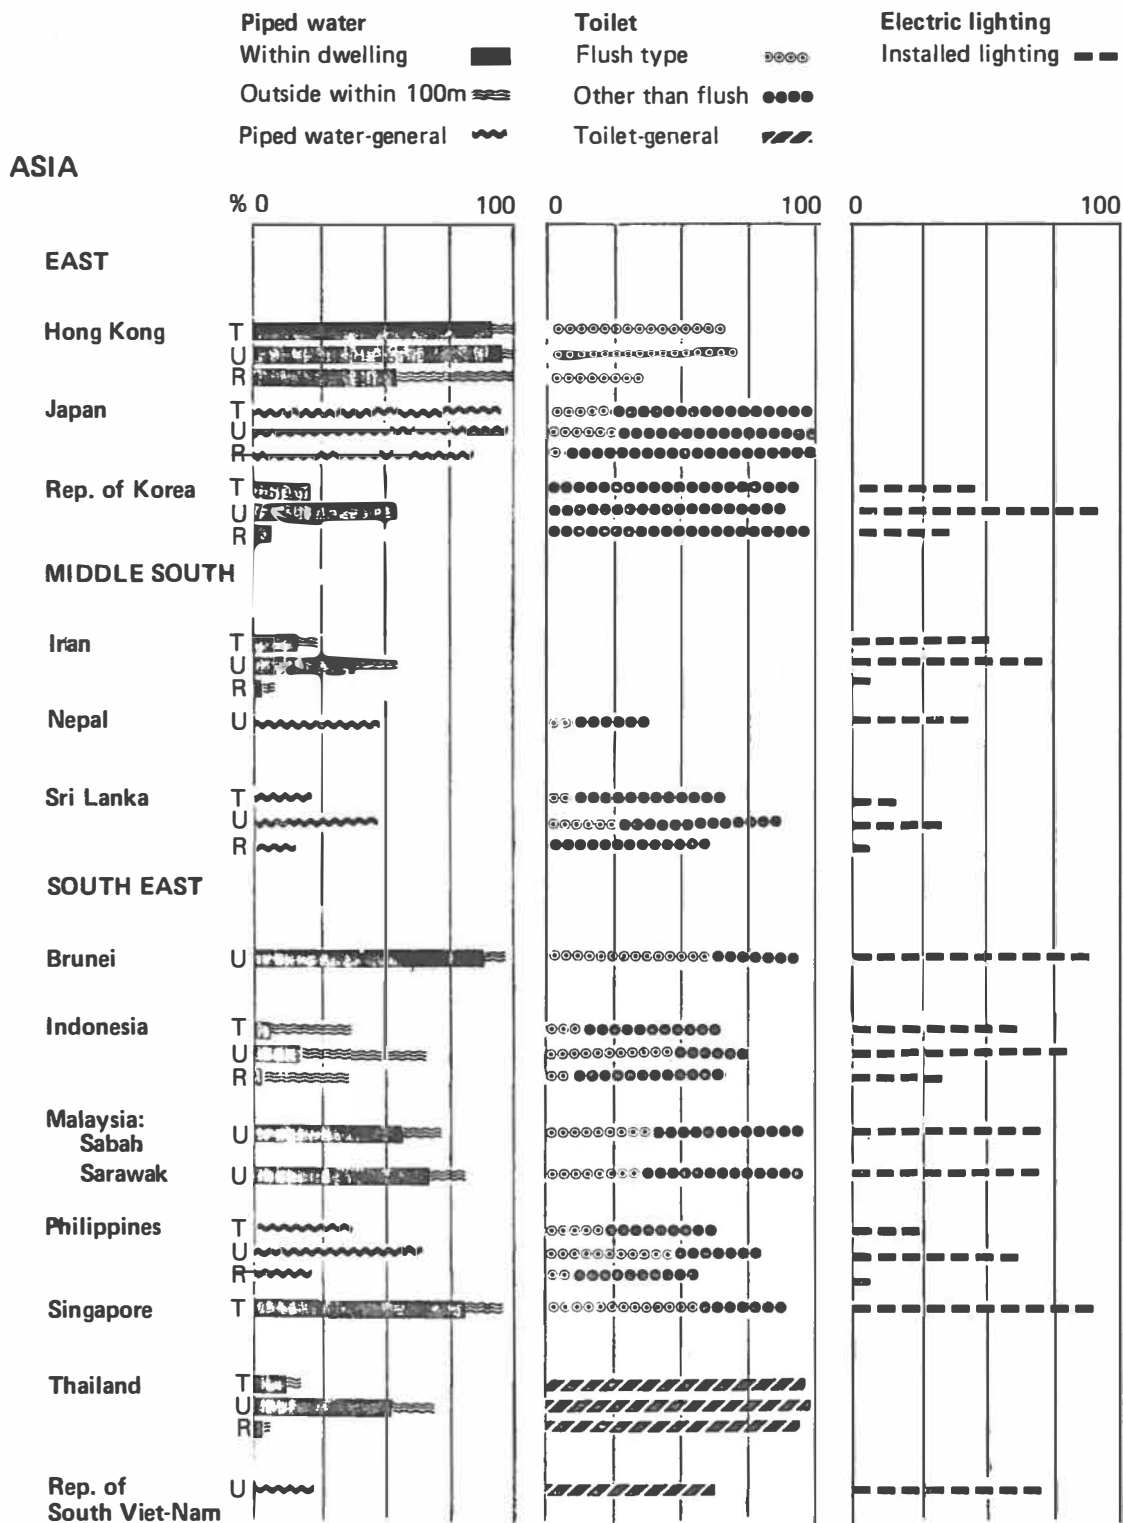 Piped water Toilet Electric lighting
Within dwelling Flush type Installed lighting
Outside within 100m Other than flush
Piped water-general Toilet-general
ASIA
% 0 100 0 100 0 100
EAST
Hong Kong T
U
R
Japan T
U
R
Rep. of Korea T
U
R
MIDDLE SOUTH
Iran T
U
R
Nepal U
Sri Lanka T
U
R
SOUTH EAST
Brunei U
Indonesia T
U
R
Malaysia:
Sabah U
Sarawak U
Philippines T
U
R
Singapore T
Thailand T
U
R
Rep. of U
South Viet-Nam